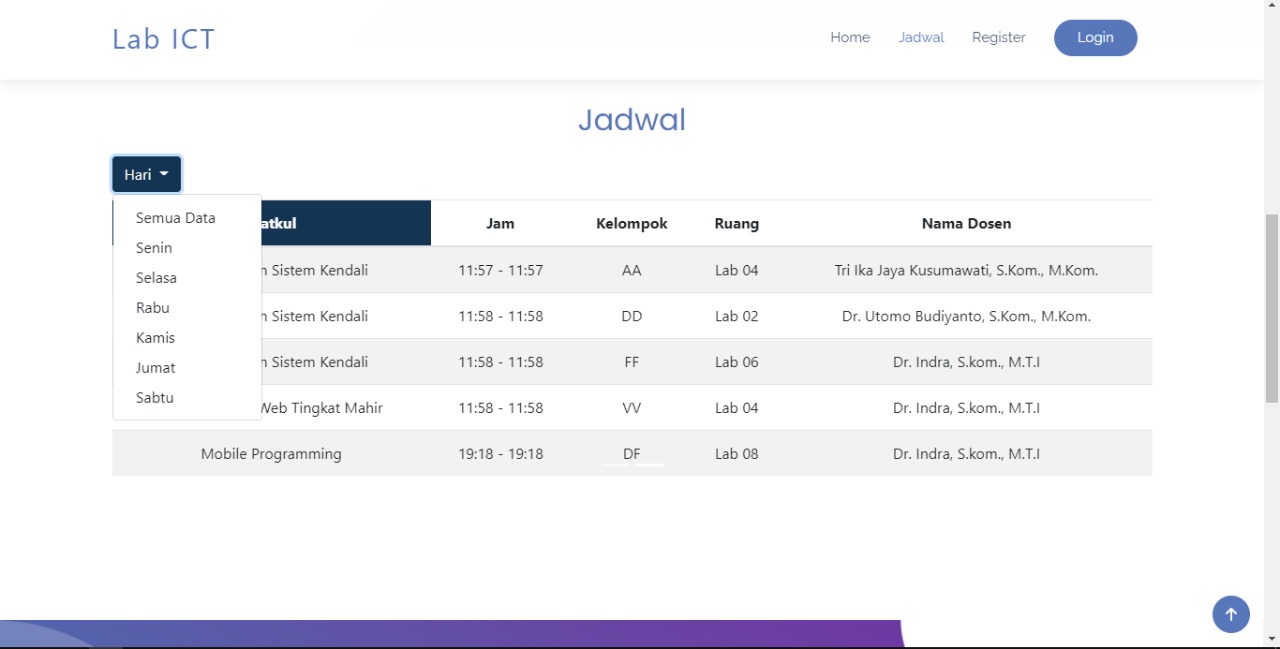 Lab ICT
Home Jadwal Register Login
Jadwal
Hari
Semua Data
Senin
Selasa
Rabu
Kamis
Jumat
Sabtu
atkul Jam Kelompok Ruang Nama Dosen
Sistem Kendali 11:57 - 11:57 AA Lab 04 Tri Ika Jaya Kusumawati, S.Kom., M.Kom.
Sistem Kendali 11:58 - 11:58 DD Lab 02 Dr. Utomo Budiyanto, S.Kom., M.Kom.
Sistem Kendali 11:58 - 11:58 FF Lab 06 Dr. Indra, S.kom., M.T.I
Web Tingkat Mahir 11:58 - 11:58 VV Lab 04 Dr. Indra, S.kom., M.T.I
Mobile Programming 19:18 - 19:18 DF Lab 08 Dr. Indra, S.kom., M.T.I